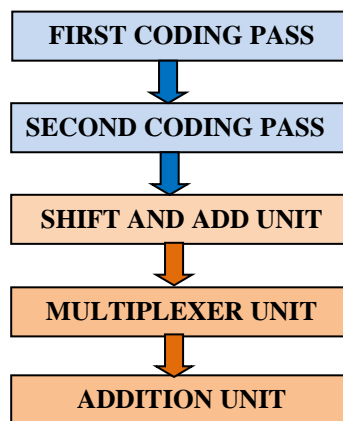 FIRST CODING PASS
SECOND CODING PASS
SHIFT AND ADD UNIT
MULTIPLEXER UNIT
ADDITION UNIT